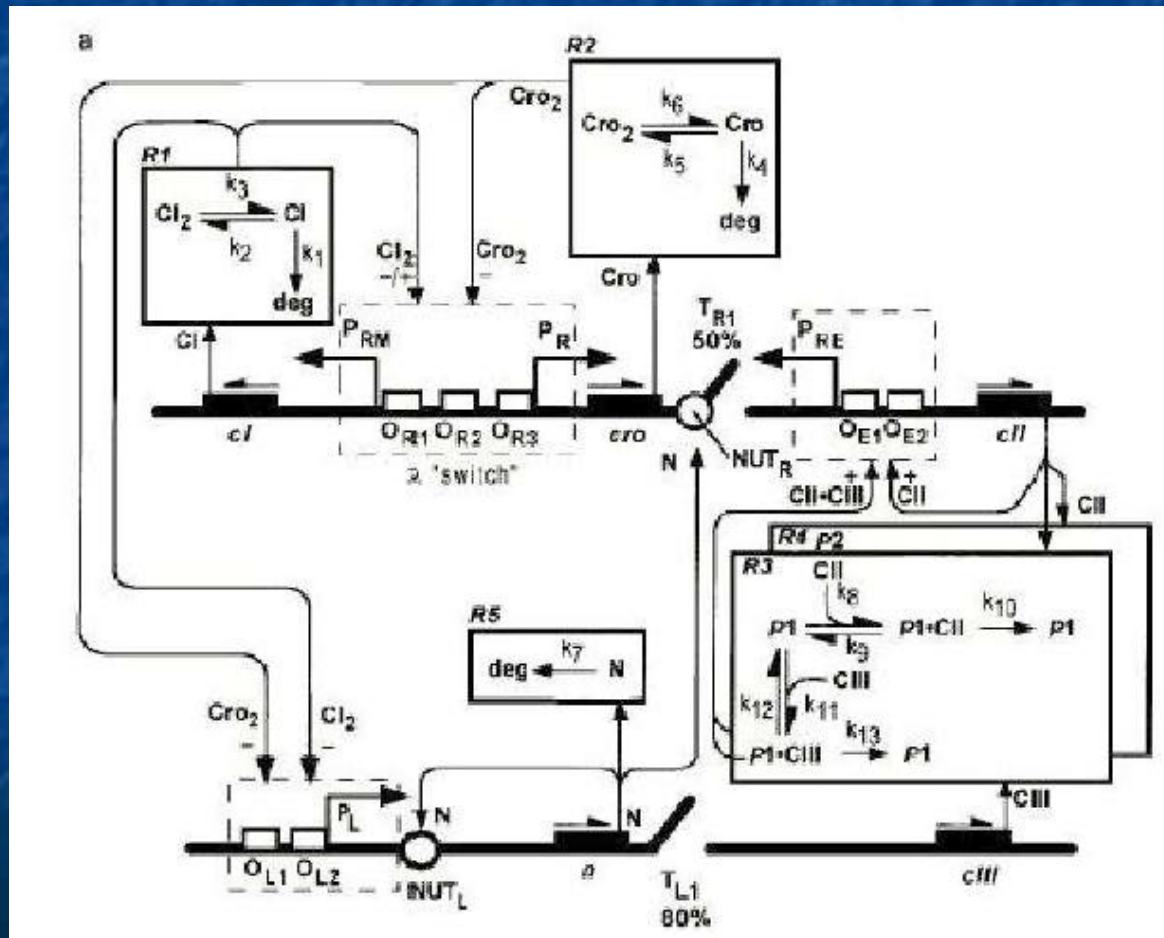 a
R2
Cro2
k6
Cro2
Cro
k5
k4
deg
R1
k3
CI2
CI
k2
k1
deg
CI2
−/+
Cro2
−
Cro
CI
PRM
PR
TR1
50%
PRE
cI
OR1
OR2
OR3
cro
NUTR
OE1
OE2
cII
λ "switch"
N
CII•CIII
+
CII
+
CII
R4
P2
R3
CII
k8
P1
k9
P1•CII
k10
P1
CIII
k12
k11
P1•CIII
k13
P1
R5
deg
k7
N
Cro2
−
CI2
−
PL
N
N
CIII
OL1
OL2
NUTL
n
TL1
80%
cIII